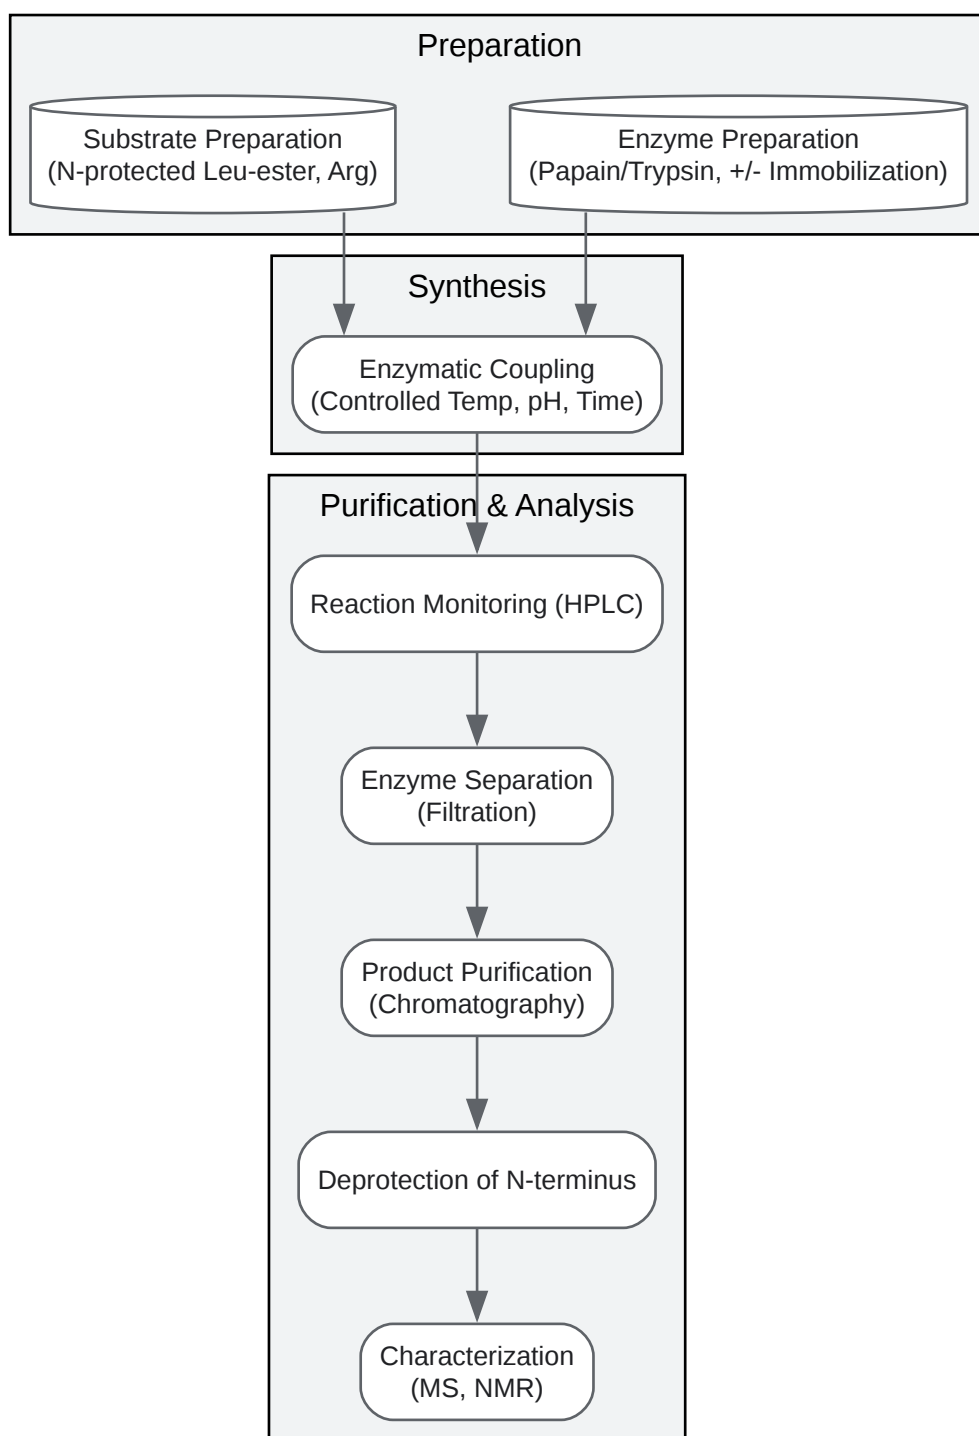 Preparation
Substrate Preparation
(N-protected Leu-ester, Arg)
Enzyme Preparation
(Papain/Trypsin, +/- Immobilization)
Synthesis
Enzymatic Coupling
(Controlled Temp, pH, Time)
Purification & Analysis
Reaction Monitoring (HPLC)
Enzyme Separation
(Filtration)
Product Purification
(Chromatography)
Deprotection of N-terminus
Characterization
(MS, NMR)